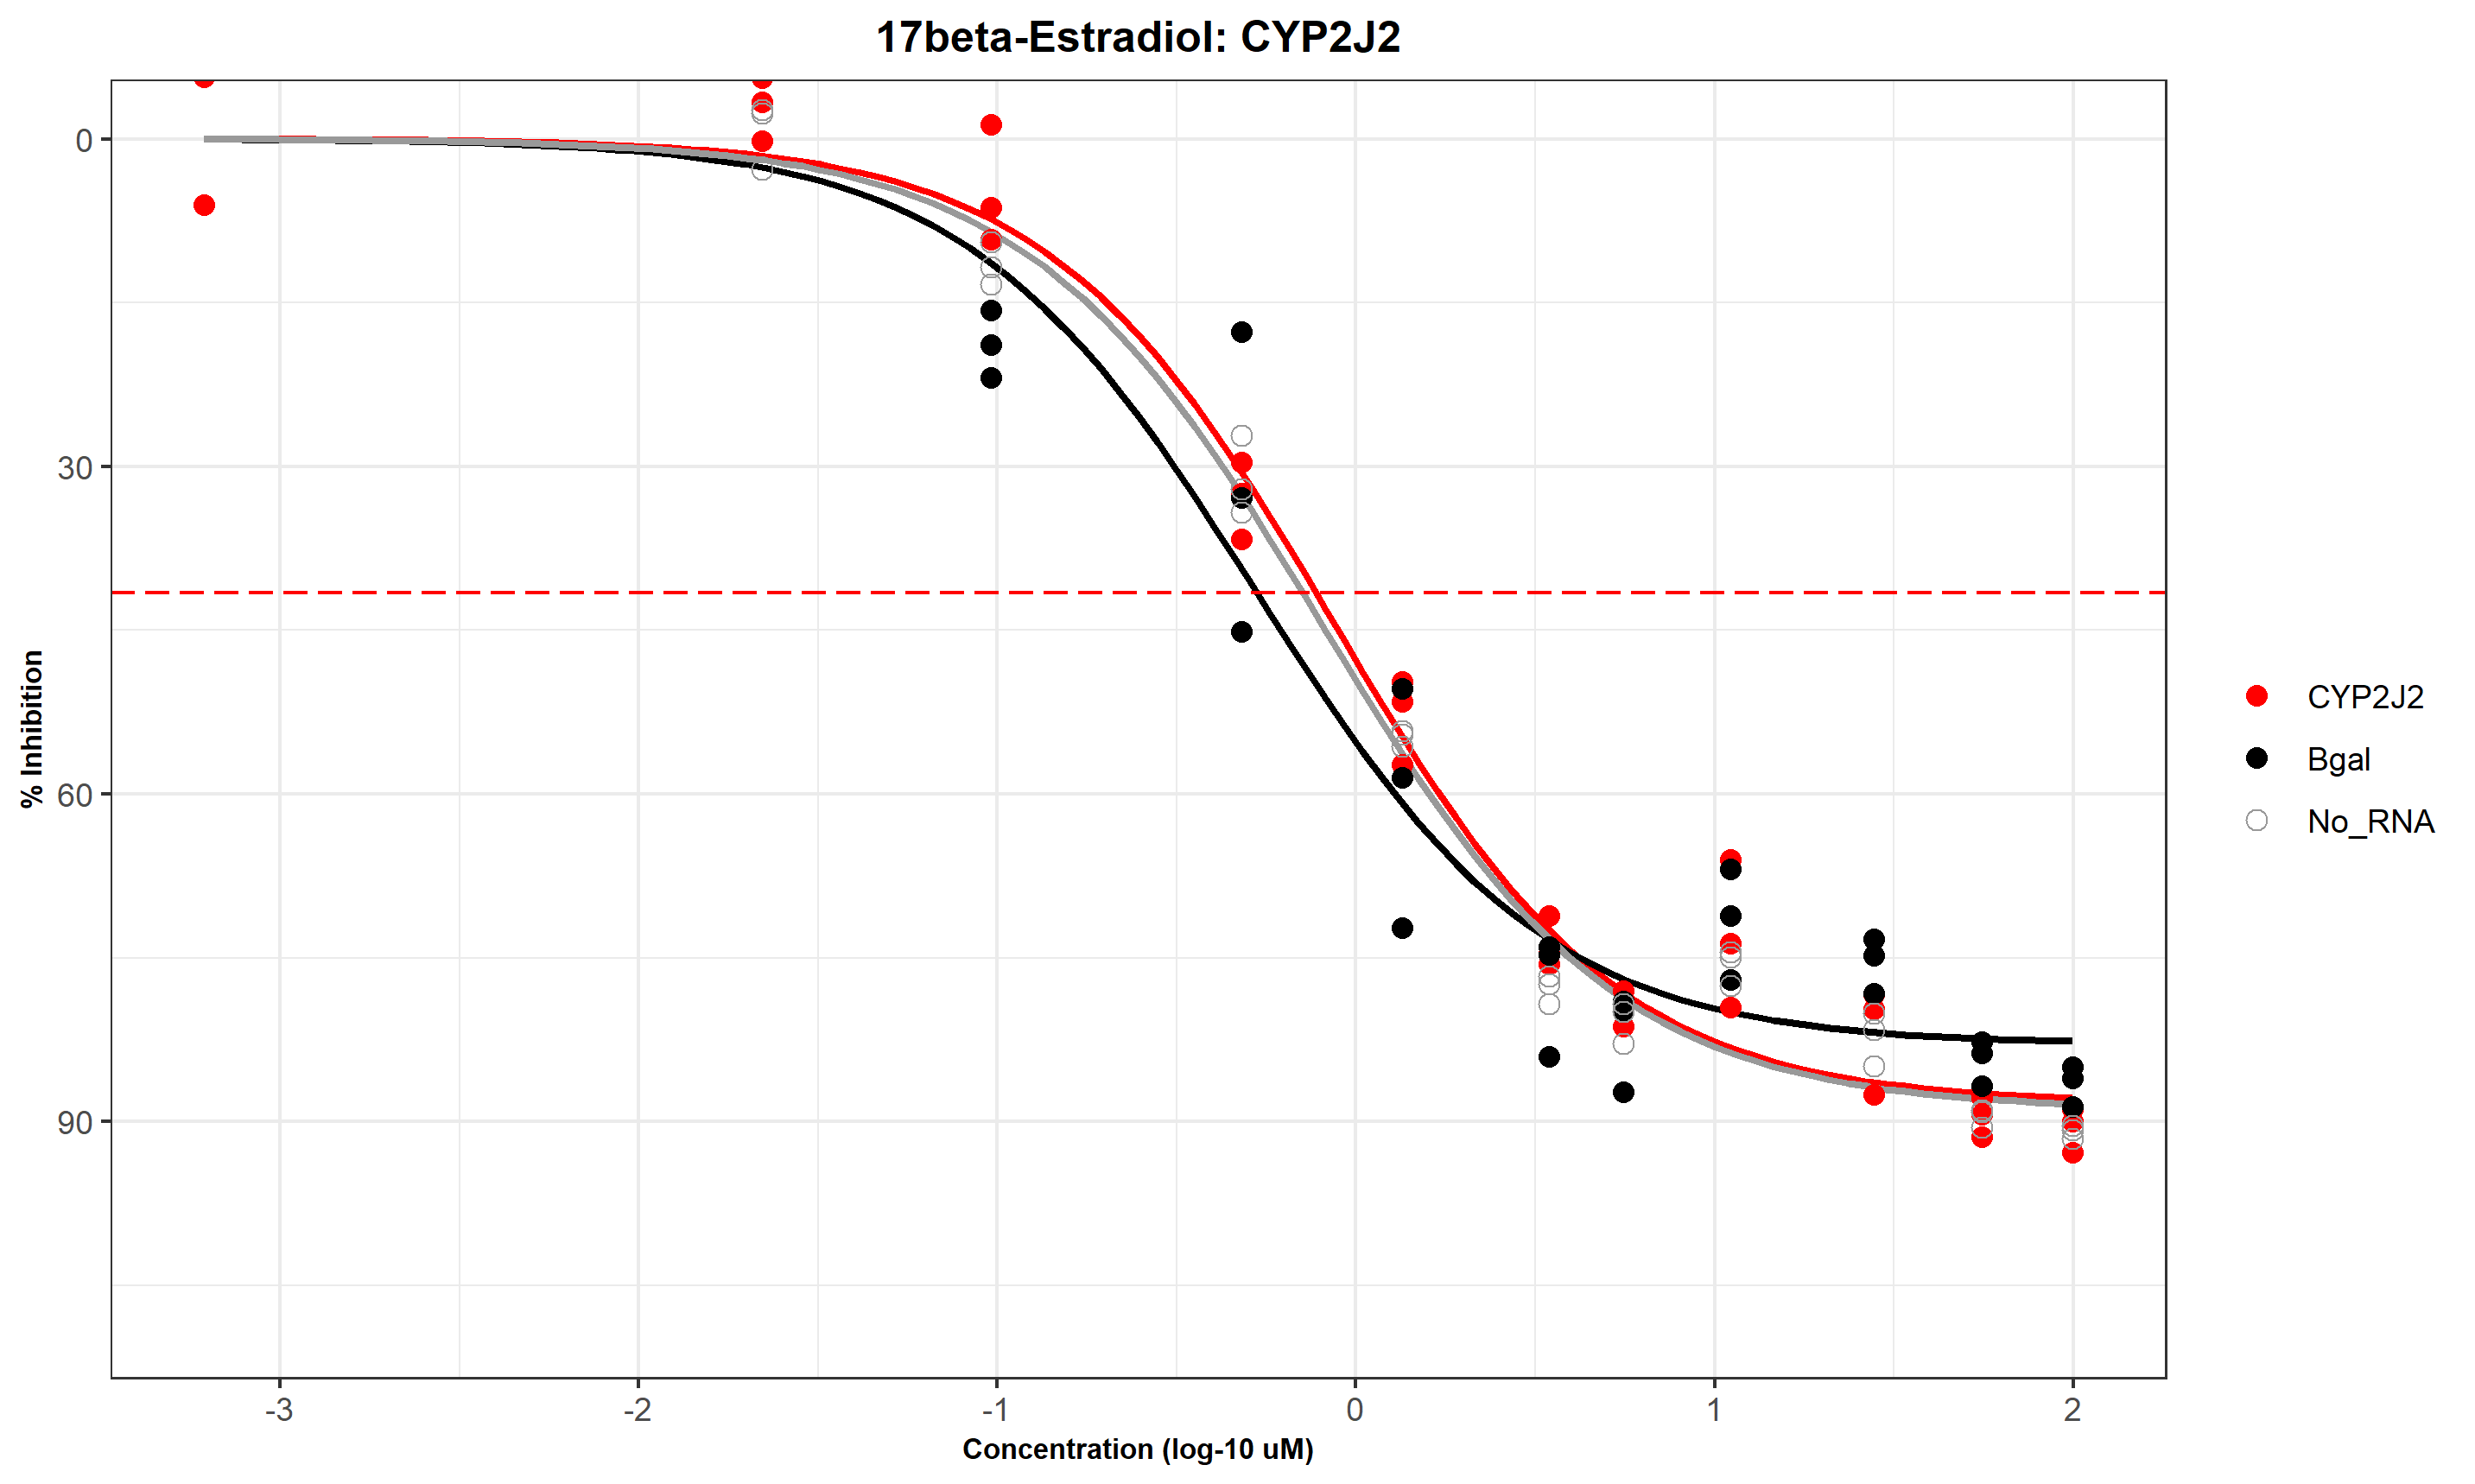 17beta-Estradiol: CYP2J2
% Inhibition
0
30
60
90
-3
-2
-1
0
1
2
Concentration (log-10 uM)
CYP2J2
Bgal
No_RNA